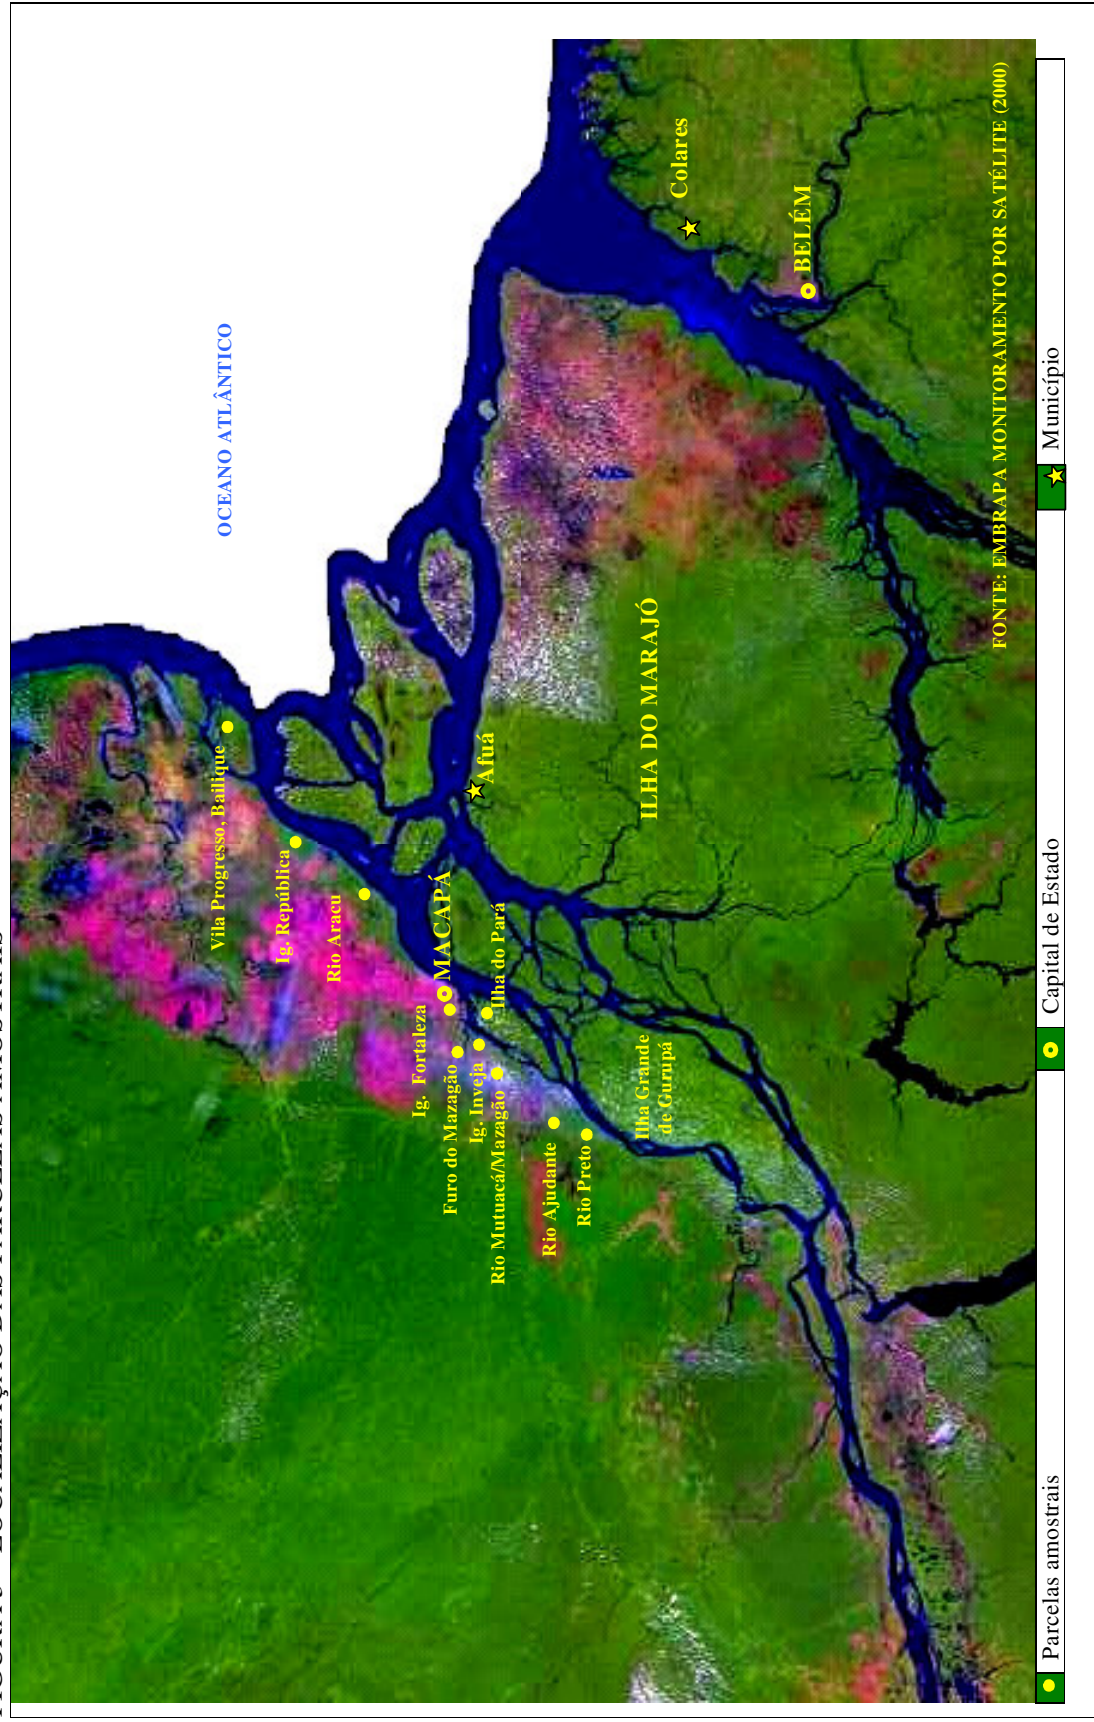 OCEANO ATLÂNTICO
Vila Progresso, Bailique
Ig. República
Rio Aracu
MACAPÁ
Ig. Fortaleza
Ilha do Pará
Furo do Mazagão
Ig. Inveja
Rio Mutuacá/Mazagão
Rio Ajudante
Rio Preto
Afuá
Ilha Grande
de Gurupá
ILHA DO MARAJÓ
Colares
BELÉM
FONTE: EMBRAPA MONITORAMENTO POR SATÉLITE (2000)
Parcelas amostrais
Capital de Estado
Município